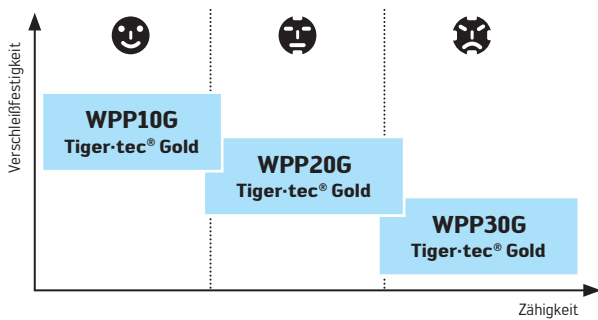 Verschleißfestigkeit
WPP10G
Tiger·tec® Gold
WPP20G
Tiger·tec® Gold
WPP30G
Tiger·tec® Gold
Zähigkeit